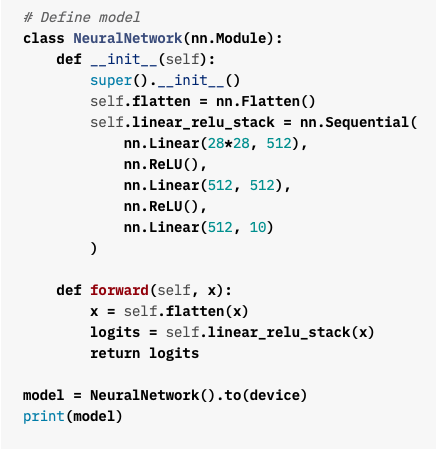 # Define model
class NeuralNetwork(nn.Module):
    def __init__(self):
        super().__init__()
        self.flatten = nn.Flatten()
        self.linear_relu_stack = nn.Sequential(
            nn.Linear(28*28, 512),
            nn.ReLU(),
            nn.Linear(512, 512),
            nn.ReLU(),
            nn.Linear(512, 10)
        )

    def forward(self, x):
        x = self.flatten(x)
        logits = self.linear_relu_stack(x)
        return logits

model = NeuralNetwork().to(device)
print(model)